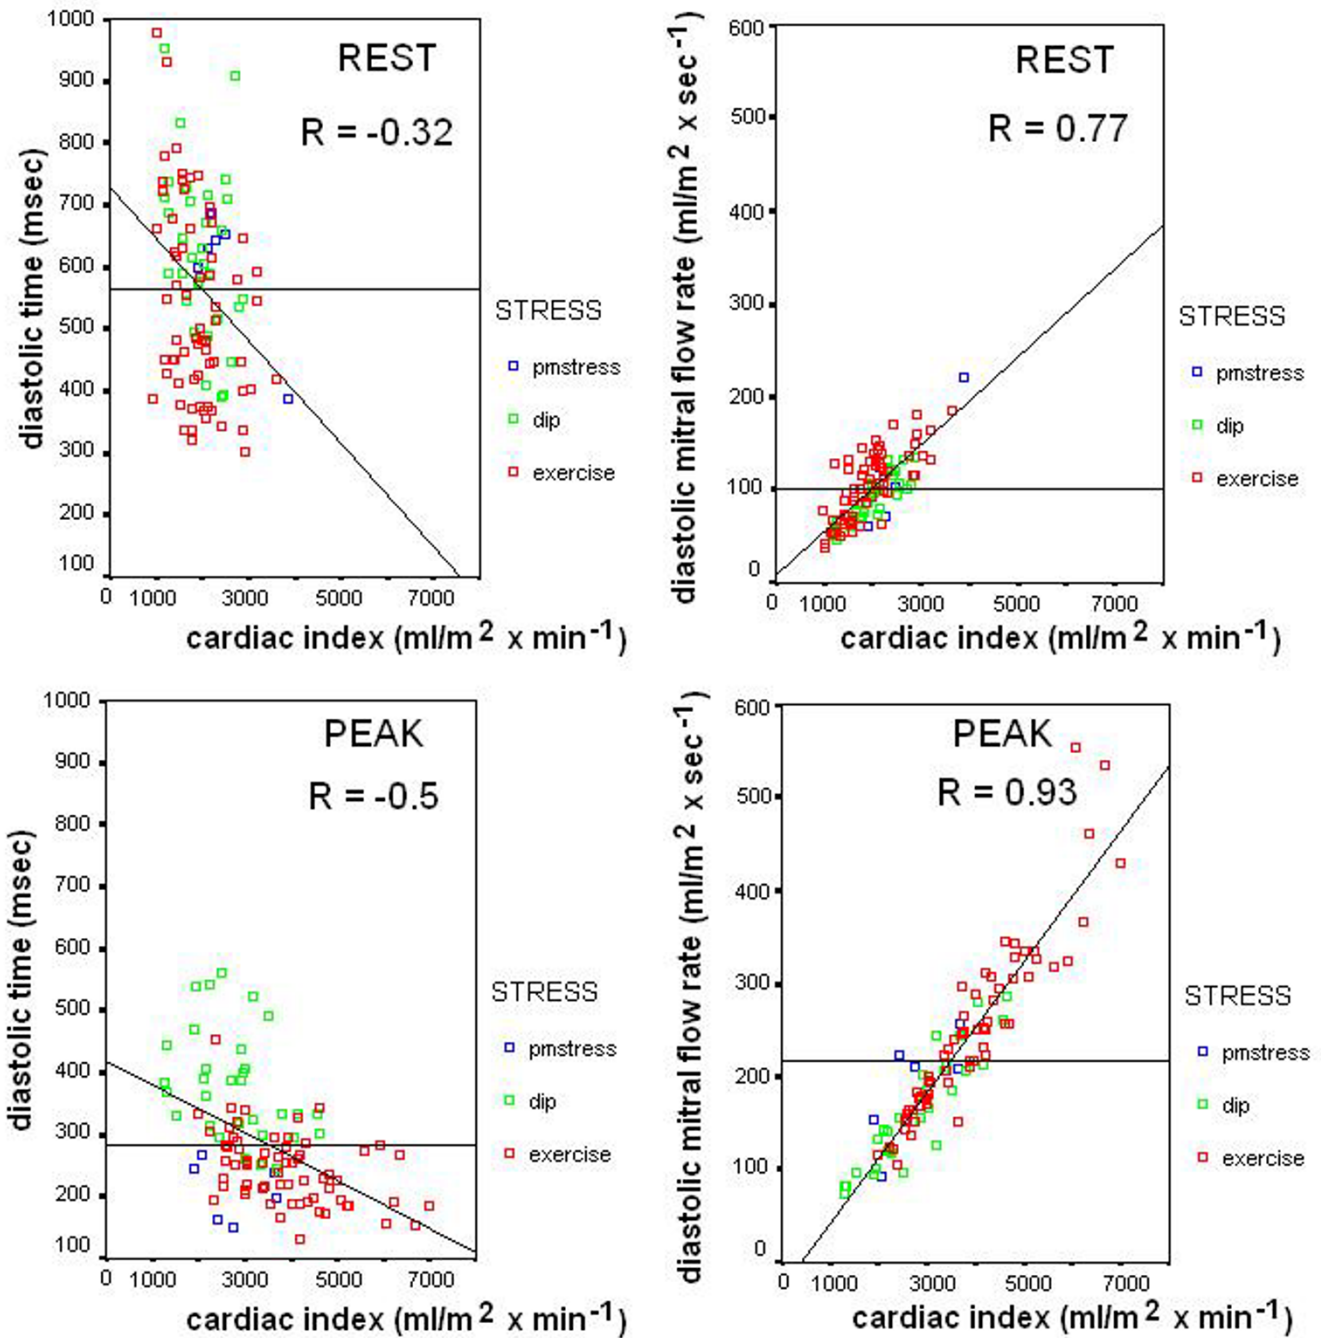 REST
R = -0.32
1000
900
800
700
600
500
400
300
200
100
diastolic time (msec)
0 1000 3000 5000 7000
cardiac index (ml/m² x min⁻¹)
STRESS
pmstress
dip
exercise
REST
R = 0.77
600
500
400
300
200
100
0
diastolic mitral flow rate (ml/m² x sec⁻¹)
0 1000 3000 5000 7000
cardiac index (ml/m² x min⁻¹)
STRESS
pmstress
dip
exercise
PEAK
R = -0.5
1000
900
800
700
600
500
400
300
200
100
diastolic time (msec)
0 1000 3000 5000 7000
cardiac index (ml/m² x min⁻¹)
STRESS
pmstress
dip
exercise
PEAK
R = 0.93
600
500
400
300
200
100
0
diastolic mitral flow rate (ml/m² x sec⁻¹)
0 1000 3000 5000 7000
cardiac index (ml/m² x min⁻¹)
STRESS
pmstress
dip
exercise